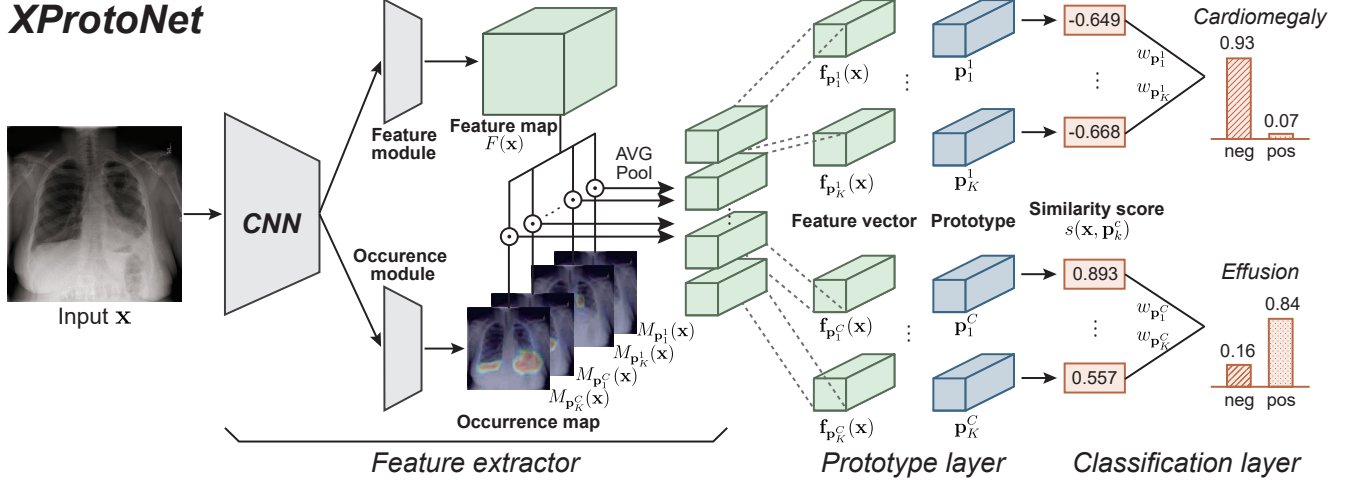 XProtoNet
Input x
CNN
Feature
module
Occurence
module
Feature map
F(x)
AVG
Pool
M_{p_1^1}(x)
M_{p_K^1}(x)
M_{p_1^C}(x)
M_{p_K^C}(x)
Occurrence map
Feature extractor
f_{p_1^1}(x)
⋮
f_{p_K^1}(x)
Feature vector
f_{p_1^C}(x)
⋮
f_{p_K^C}(x)
p_1^1
p_K^1
Prototype
p_1^C
p_K^C
Prototype layer
-0.649
⋮
-0.668
Similarity score
s(x, p_k^c)
0.893
⋮
0.557
w_{p_1^1}
w_{p_K^1}
w_{p_1^C}
w_{p_K^C}
Cardiomegaly
0.93
0.07
neg pos
Effusion
0.84
0.16
neg pos
Classification layer